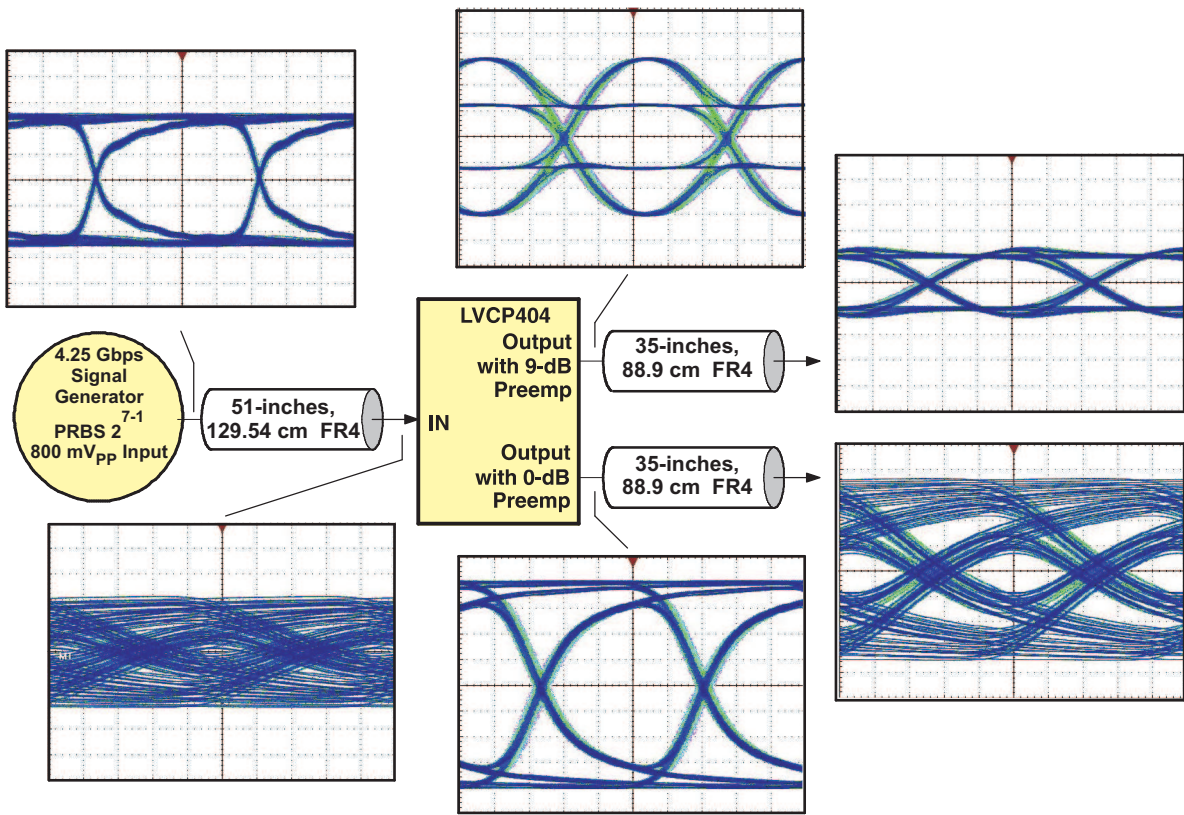 4.25 Gbps
Signal
Generator
PRBS 2^7-1
800 mVPP Input
51-inches,
129.54 cm FR4
LVCP404
IN
Output
with 9-dB
Preemp
Output
with 0-dB
Preemp
35-inches,
88.9 cm FR4
35-inches,
88.9 cm FR4